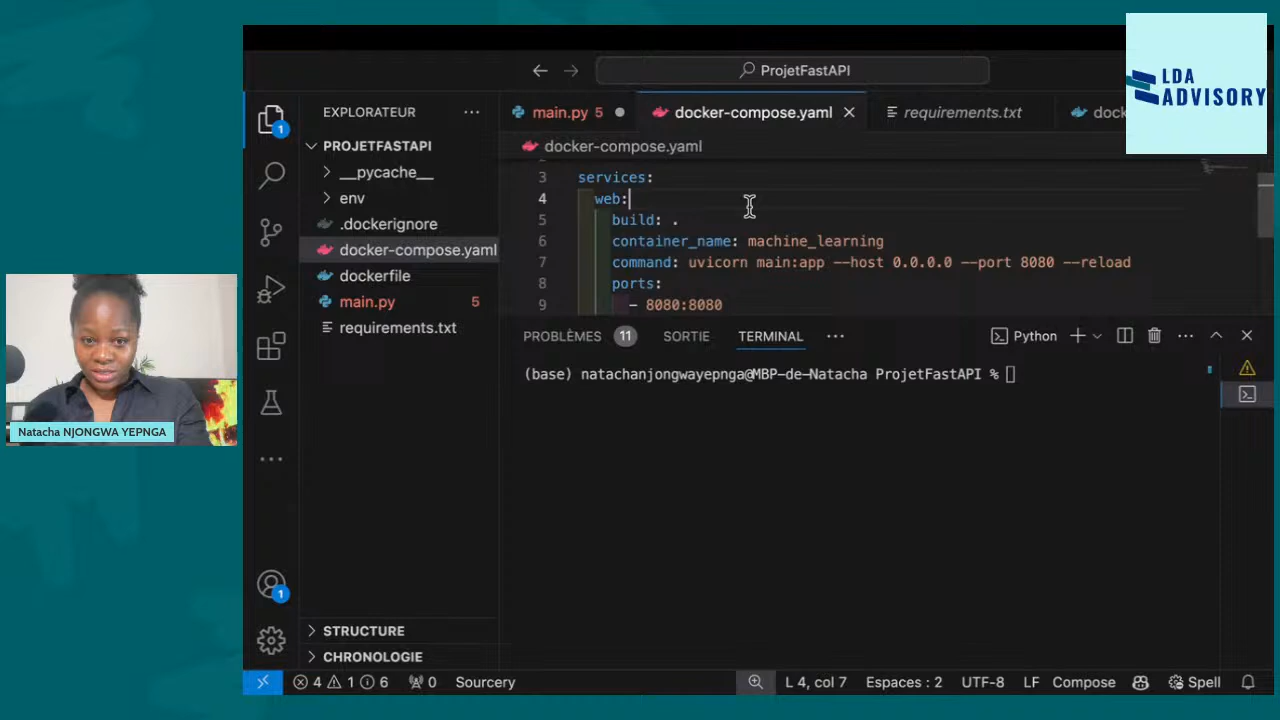 LDA
ADVISORY
ProjetFastAPI
EXPLORATEUR
main.py 5
docker-compose.yaml
requirements.txt
PROJETFASTAPI
docker-compose.yaml
__pycache__
env
.dockerignore
docker-compose.yaml
dockerfile
main.py 5
requirements.txt
3 services:
4 web:
5 build: .
6 container_name: machine_learning
7 command: uvicorn main:app --host 0.0.0.0 --port 8080 --reload
8 ports:
9 - 8080:8080
PROBLÈMES 11 SORTIE TERMINAL
Python
(base) natachanjongwayepnga@MBP-de-Natacha ProjetFastAPI %
1
Natacha NJONGWA YEPNGA
1
STRUCTURE
CHRONOLOGIE
4 1 6 0 Sourcery L 4, col 7 Espaces : 2 UTF-8 LF Compose Spell